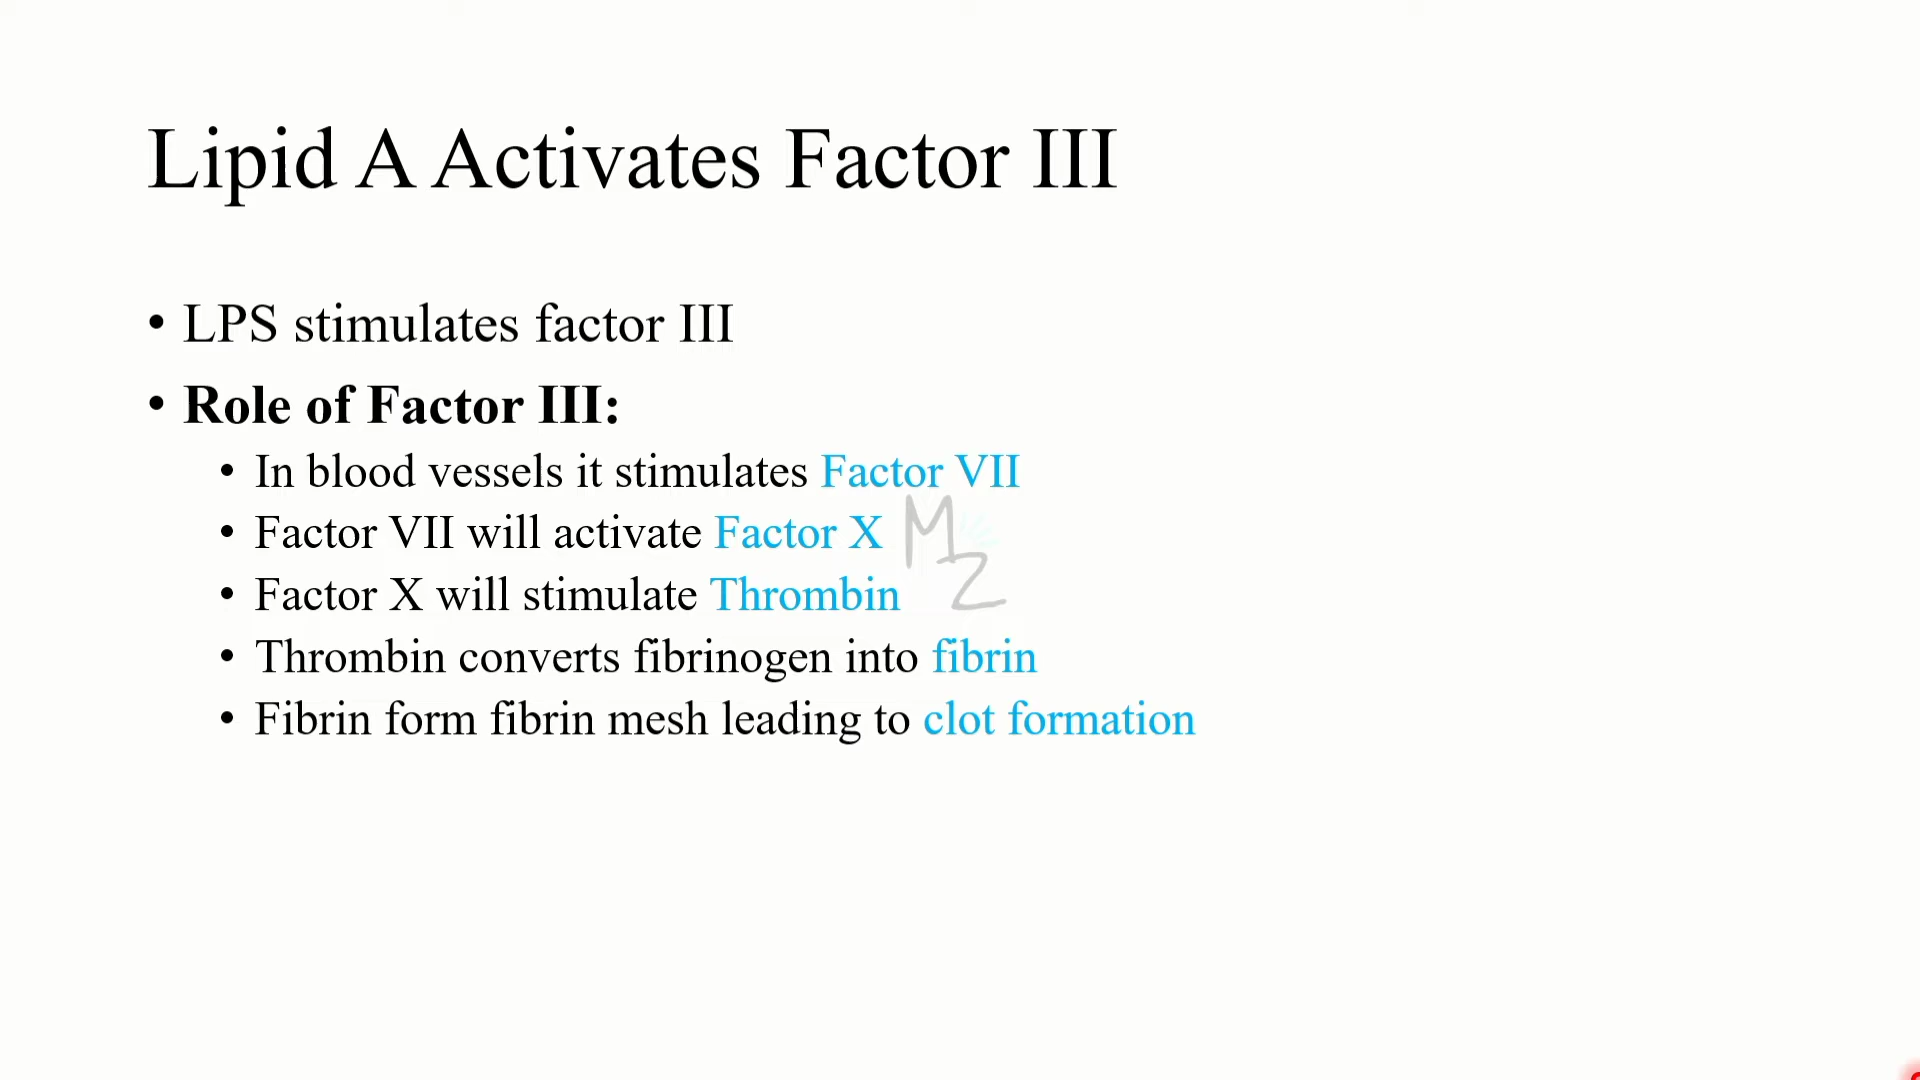 Lipid A Activates Factor III
• LPS stimulates factor III
• Role of Factor III:
• In blood vessels it stimulates Factor VII
• Factor VII will activate Factor X
• Factor X will stimulate Thrombin
• Thrombin converts fibrinogen into fibrin
• Fibrin form fibrin mesh leading to clot formation
MZ